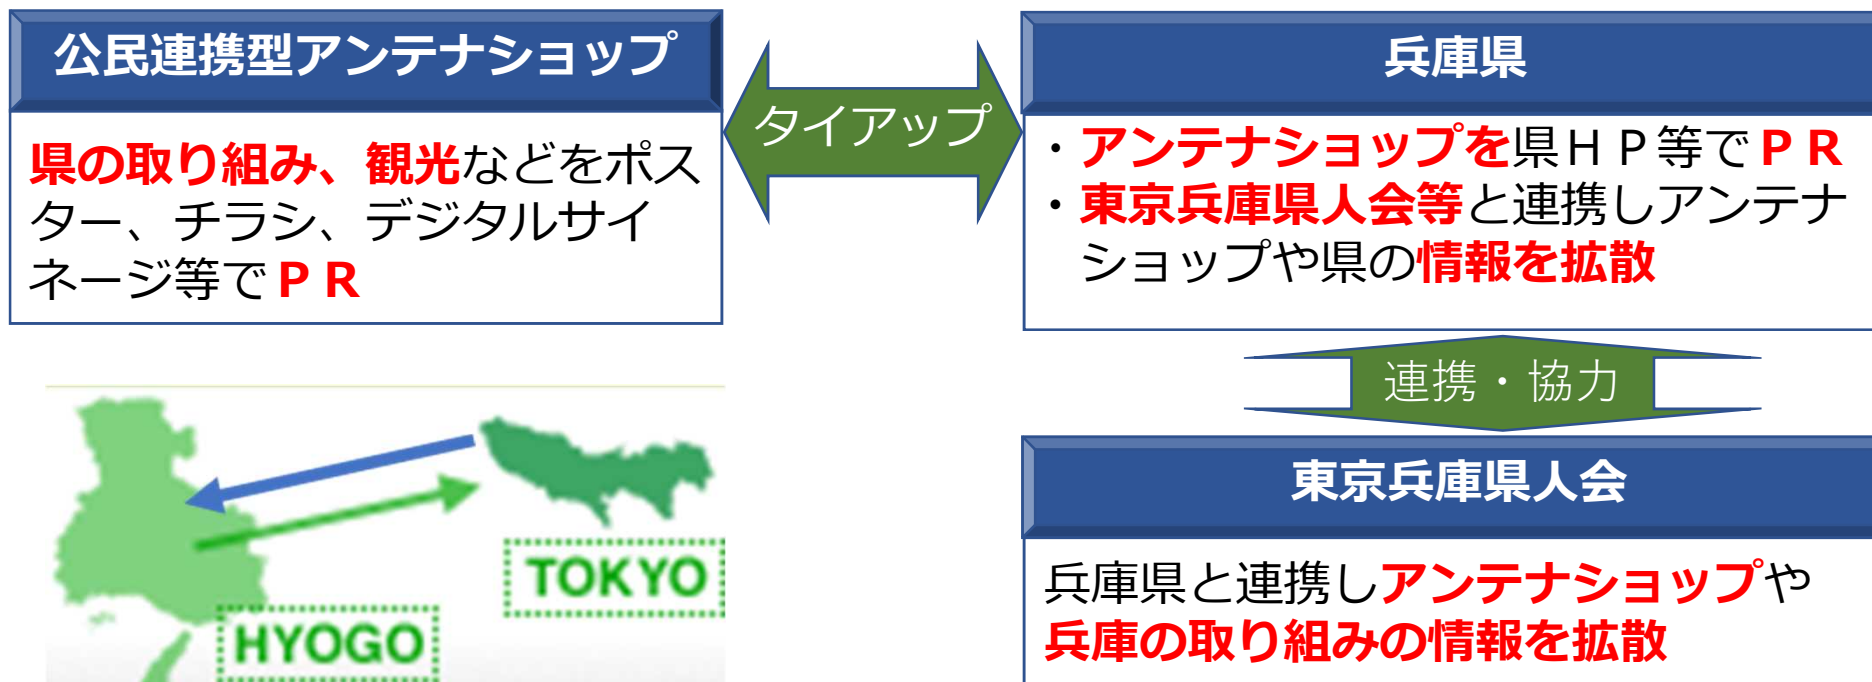 公民連携型アンテナショップ
県の取り組み、観光などをポス
ター、チラシ、デジタルサイ
ネージ等でＰＲ
タイアップ
兵庫県
・アンテナショップを県ＨＰ等でＰＲ
・東京兵庫県人会等と連携しアンテナ
ショップや県の情報を拡散
連携・協力
東京兵庫県人会
兵庫県と連携しアンテナショップや
兵庫の取り組みの情報を拡散
TOKYO
HYOGO